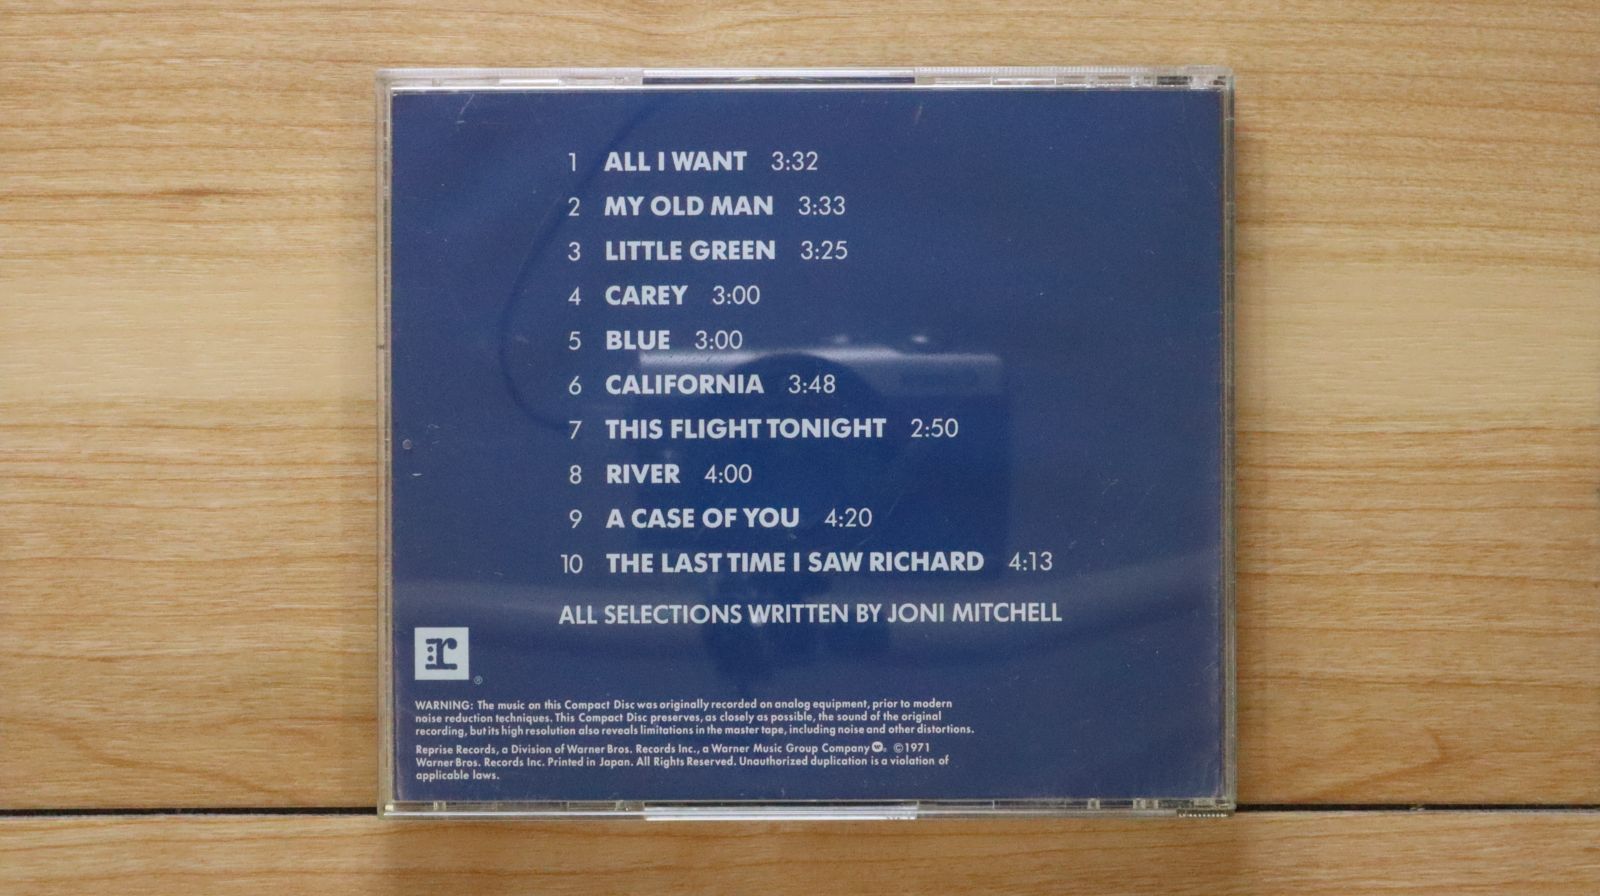 1 ALL I WANT 3:32
2 MY OLD MAN 3:33
3 LITTLE GREEN 3:25
4 CAREY 3:00
5 BLUE 3:00
6 CALIFORNIA 3:48
7 THIS FLIGHT TONIGHT 2:50
8 RIVER 4:00
9 A CASE OF YOU 4:20
10 THE LAST TIME I SAW RICHARD 4:13
ALL SELECTIONS WRITTEN BY JONI MITCHELL
:r ®
WARNING: The music on this Compact Disc was originally recorded on analog equipment, prior to modern
noise reduction techniques. This Compact Disc preserves, as closely as possible, the sound of the original
recording, but its high resolution also reveals limitations in the master tape, including noise and other distortions.
Reprise Records, a Division of Warner Bros. Records Inc., a Warner Music Group Company ©1971
Warner Bros. Records Inc. Printed in Japan. All Rights Reserved. Unauthorized duplication is a violation of
applicable laws.